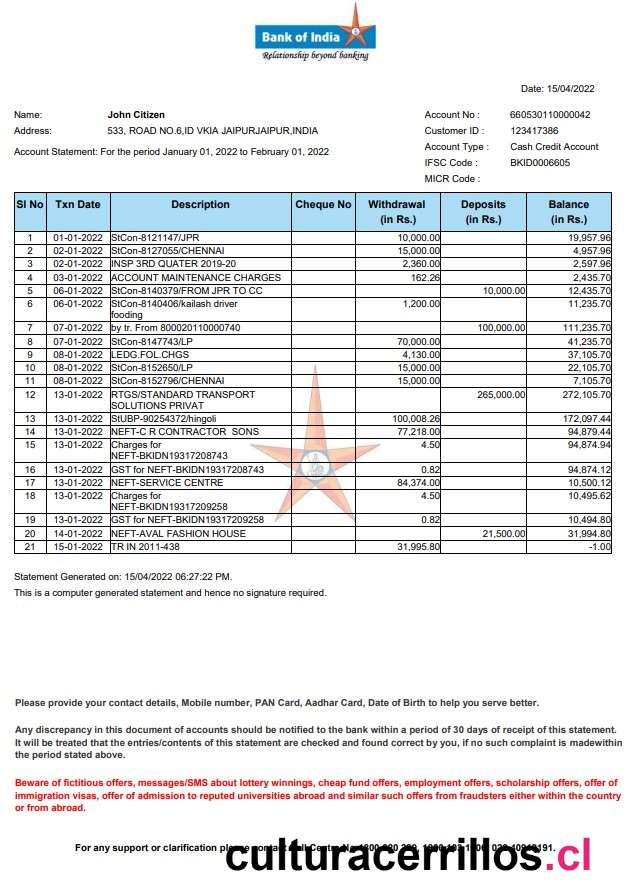 Bank of India
Relationship beyond banking
Date: 15/04/2022
Name: John Citizen Account No : 660530110000042
Address: 533, ROAD NO.6,ID VKIA JAIPURJAIPUR,INDIA Customer ID : 123417386
Account Type : Cash Credit Account
Account Statement: For the period January 01, 2022 to February 01, 2022
IFSC Code : BKID0006605
MICR Code :
SI No Txn Date Description Cheque No Withdrawal (in Rs.) Deposits (in Rs.) Balance (in Rs.)
1 01-01-2022 StCon-8121147/JPR 10,000.00 19,957.96
2 02-01-2022 StCon-8127055/CHENNAI 15,000.00 4,957.96
3 02-01-2022 INSP 3RD QUATER 2019-20 2,360.00 2,597.96
4 03-01-2022 ACCOUNT MAINTENANCE CHARGES 162.26 2,435.70
5 06-01-2022 StCon-8140379/FROM JPR TO CC 10,000.00 12,435.70
6 06-01-2022 StCon-8140406/kailash driver 1,200.00 11,235.70
fooding
7 07-01-2022 by tr. From 800020110000740 100,000.00 111,235.70
8 07-01-2022 StCon-8147743/LP 70,000.00 41,235.70
9 08-01-2022 LEDG.FOL.CHGS 4,130.00 37,105.70
10 08-01-2022 StCon-8152650/LP 15,000.00 22,105.70
11 08-01-2022 StCon-8152796/CHENNAI 15,000.00 7,105.70
12 13-01-2022 RTGS/STANDARD TRANSPORT 265,000.00 272,105.70
SOLUTIONS PRIVAT
13 13-01-2022 StUBP-90254372/hingoli 100,008.26 172,097.44
14 13-01-2022 NEFT-C R CONTRACTOR SONS 77,218.00 94,879.44
15 13-01-2022 Charges for 4.50 94,874.94
NEFT-BKIDN19317208743
16 13-01-2022 GST for NEFT-BKIDN19317208743 0.82 94,874.12
17 13-01-2022 NEFT-SERVICE CENTRE 84,374.00 10,500.12
18 13-01-2022 Charges for 4.50 10,495.62
NEFT-BKIDN19317209258
19 13-01-2022 GST for NEFT-BKIDN19317209258 0.82 10,494.80
20 14-01-2022 NEFT-AVAL FASHION HOUSE 21,500.00 31,994.80
21 15-01-2022 TR IN 2011-438 31,995.80 -1.00
Statement Generated on: 15/04/2022 06:27:22 PM.
This is a computer generated statement and hence no signature required.
Please provide your contact details, Mobile number, PAN Card, Aadhar Card, Date of Birth to help you serve better.
Any discrepancy in this document of accounts should be notified to the bank within a period of 30 days of receipt of this statement.
It will be treated that the entries/contents of this statement are checked and found correct by you, if no such complaint is madewithin
the period stated above.
Beware of fictitious offers, messages/SMS about lottery winnings, cheap fund offers, employment offers, scholarship offers, offer of
immigration visas, offer of admission to reputed universities abroad and similar such offers from fraudsters either within the country
or from abroad.
For any support or clarification please
culturacerrillos.cl